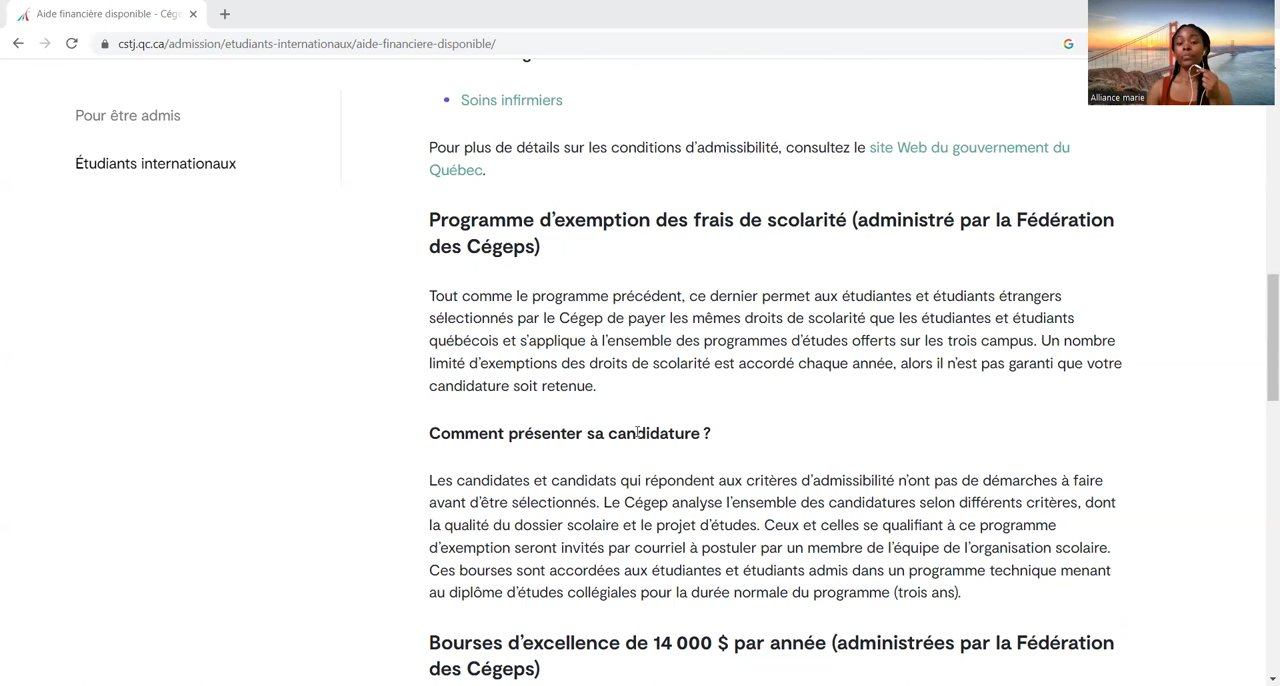 Aide financière disponible - Cég
cstj.qc.ca/admission/etudiants-internationaux/aide-financiere-disponible/
Alliance marie
Pour être admis
Étudiants internationaux
Soins infirmiers
Pour plus de détails sur les conditions d’admissibilité, consultez le site Web du gouvernement du
Québec.
Programme d’exemption des frais de scolarité (administré par la Fédération
des Cégeps)
Tout comme le programme précédent, ce dernier permet aux étudiantes et étudiants étrangers
sélectionnés par le Cégep de payer les mêmes droits de scolarité que les étudiantes et étudiants
québécois et s’applique à l’ensemble des programmes d’études offerts sur les trois campus. Un nombre
limité d’exemptions des droits de scolarité est accordé chaque année, alors il n’est pas garanti que votre
candidature soit retenue.
Comment présenter sa candidature ?
Les candidates et candidats qui répondent aux critères d’admissibilité n’ont pas de démarches à faire
avant d’être sélectionnés. Le Cégep analyse l’ensemble des candidatures selon différents critères, dont
la qualité du dossier scolaire et le projet d’études. Ceux et celles se qualifiant à ce programme
d’exemption seront invités par courriel à postuler par un membre de l’équipe de l’organisation scolaire.
Ces bourses sont accordées aux étudiantes et étudiants admis dans un programme technique menant
au diplôme d’études collégiales pour la durée normale du programme (trois ans).
Bourses d’excellence de 14 000 $ par année (administrées par la Fédération
des Cégeps)